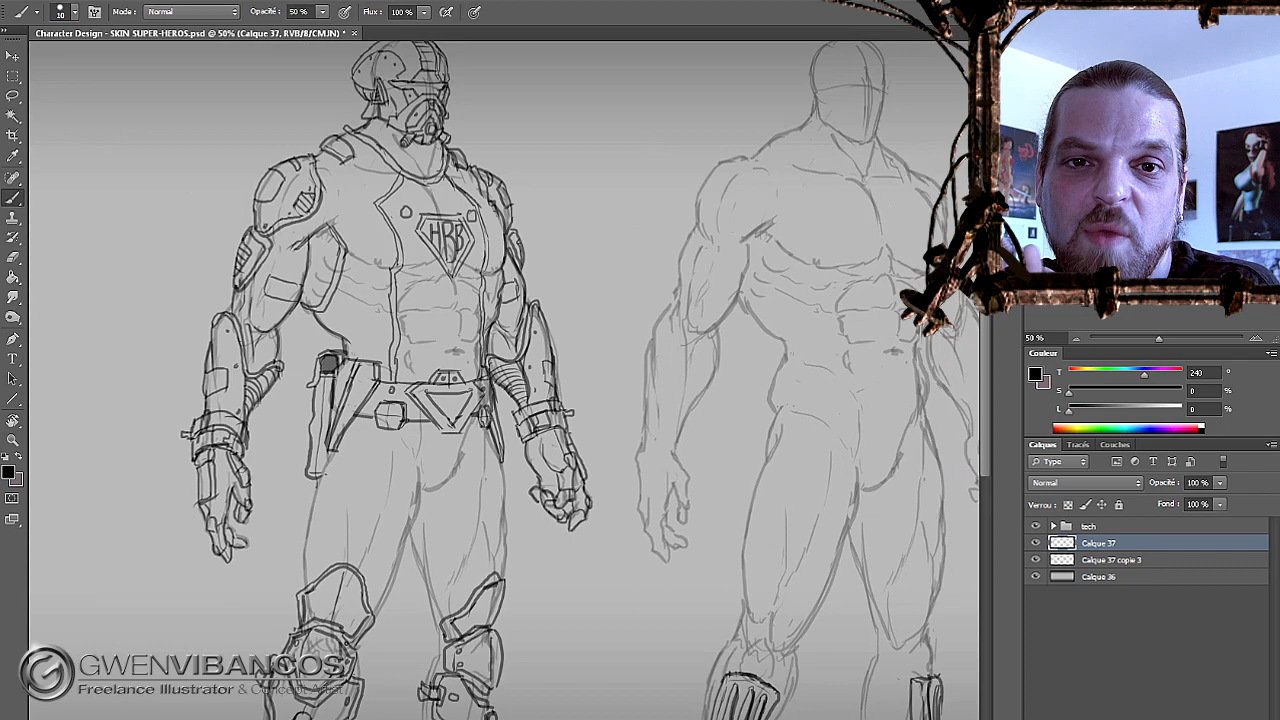 10 Mode : Normal Opacité : 50 % Flux : 100 %
Character Design - SKIN SUPER-HEROS.psd @ 50% (Calque 37, RVB/8/CMJN) * ×
HBB
50 %
Couleur
T 240 °
S 0 %
L 0 %
Calques Tracés Couches
Type
Normal Opacité : 100 %
Verrou : Fond : 100 %
tech
Calque 37
Calque 37 copie 3
Calque 36
GWENVIBANCOS
Freelance Illustrator & Concept Artist